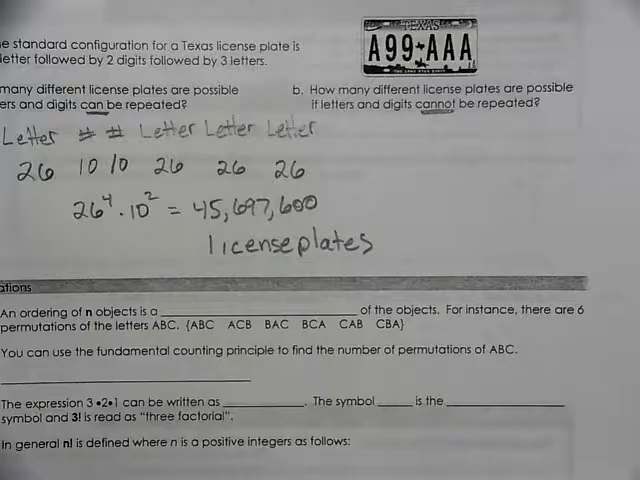 TEXAS
A99 AAA
e standard configuration for a Texas license plate is
letter followed by 2 digits followed by 3 letters.
many different license plates are possible
ers and digits can be repeated?
b. How many different license plates are possible
if letters and digits cannot be repeated?
Letter # # Letter Letter Letter
26 10 10 26 26 26
26⁴ · 10² = 45,697,600
license plates
ations
An ordering of n objects is a ____ of the objects. For instance, there are 6
permutations of the letters ABC. {ABC ACB BAC BCA CAB CBA}
You can use the fundamental counting principle to find the number of permutations of ABC.
The expression 3•2•1 can be written as ____. The symbol ____ is the ____
symbol and 3! is read as "three factorial".
In general n! is defined where n is a positive integers as follows: